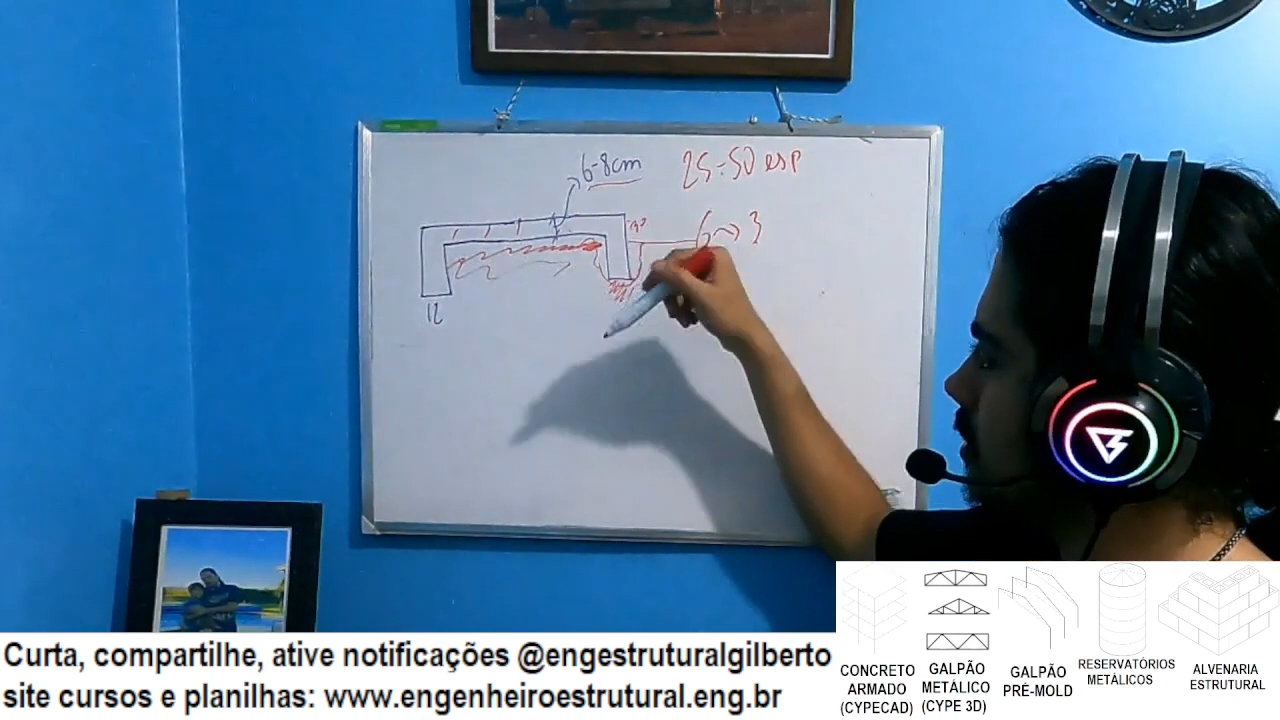 6-8cm
25÷50 esp
30
6→3
12
Curta, compartilhe, ative notificações @engestruturalgilberto
site cursos e planilhas: www.engenheiroestrutural.eng.br
CONCRETO
ARMADO
(CYPECAD)
GALPÃO
METÁLICO
(CYPE 3D)
GALPÃO
PRÉ-MOLD
RESERVATÓRIOS
METÁLICOS
ALVENARIA
ESTRUTURAL